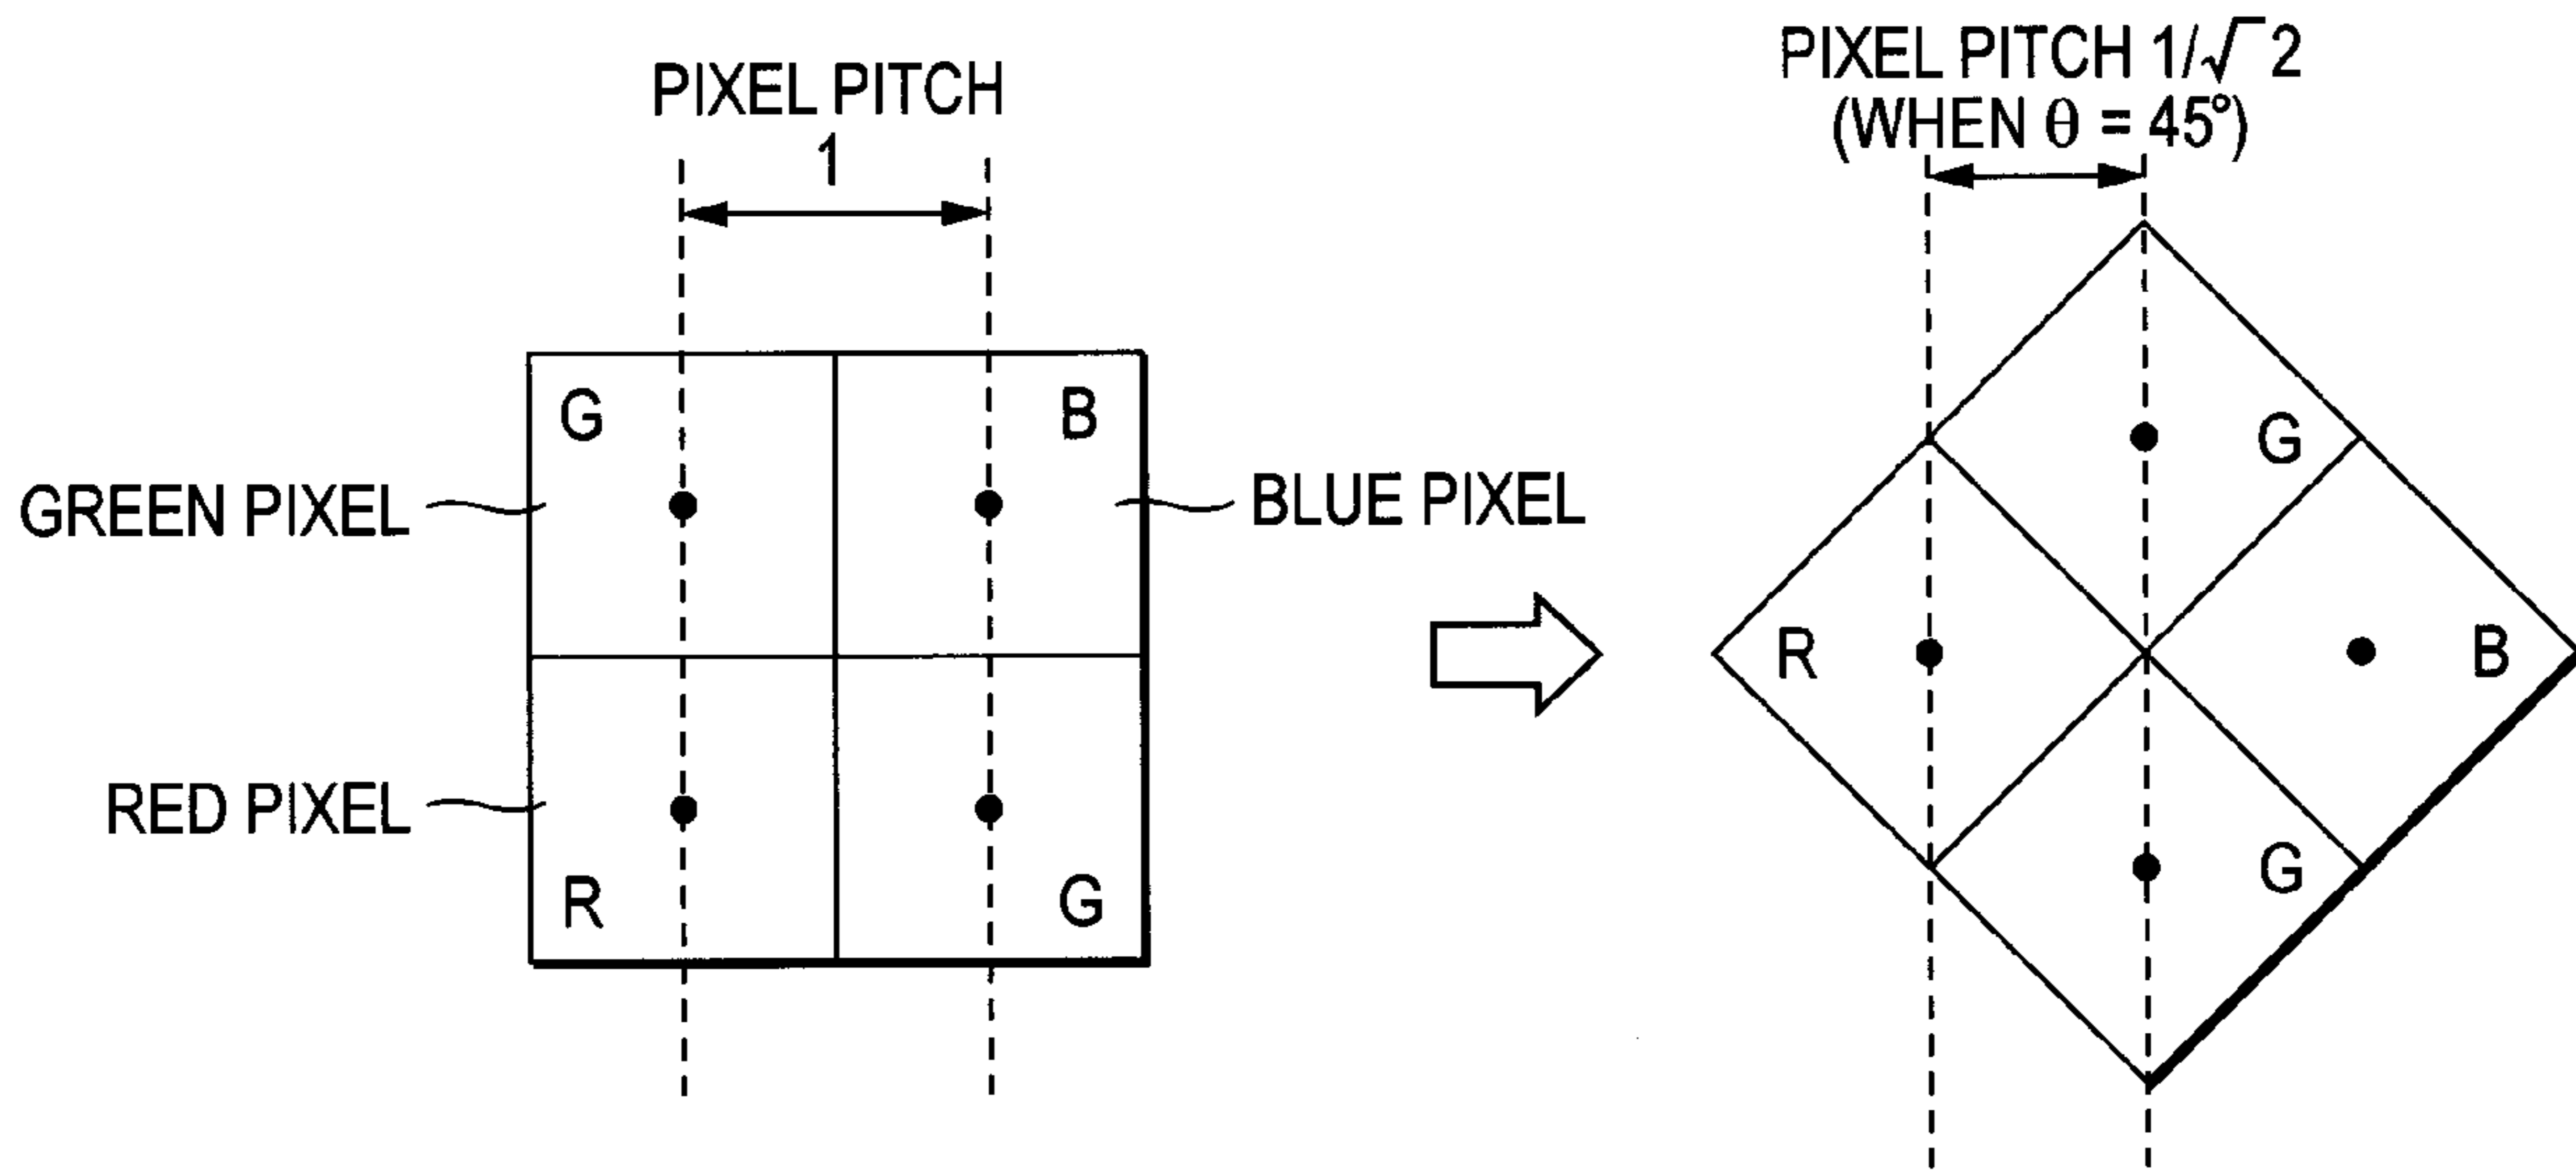 PIXEL PITCH
1
G
B
GREEN PIXEL
BLUE PIXEL
RED PIXEL
R
G
PIXEL PITCH 1/√2
(WHEN θ = 45°)
G
R
B
G